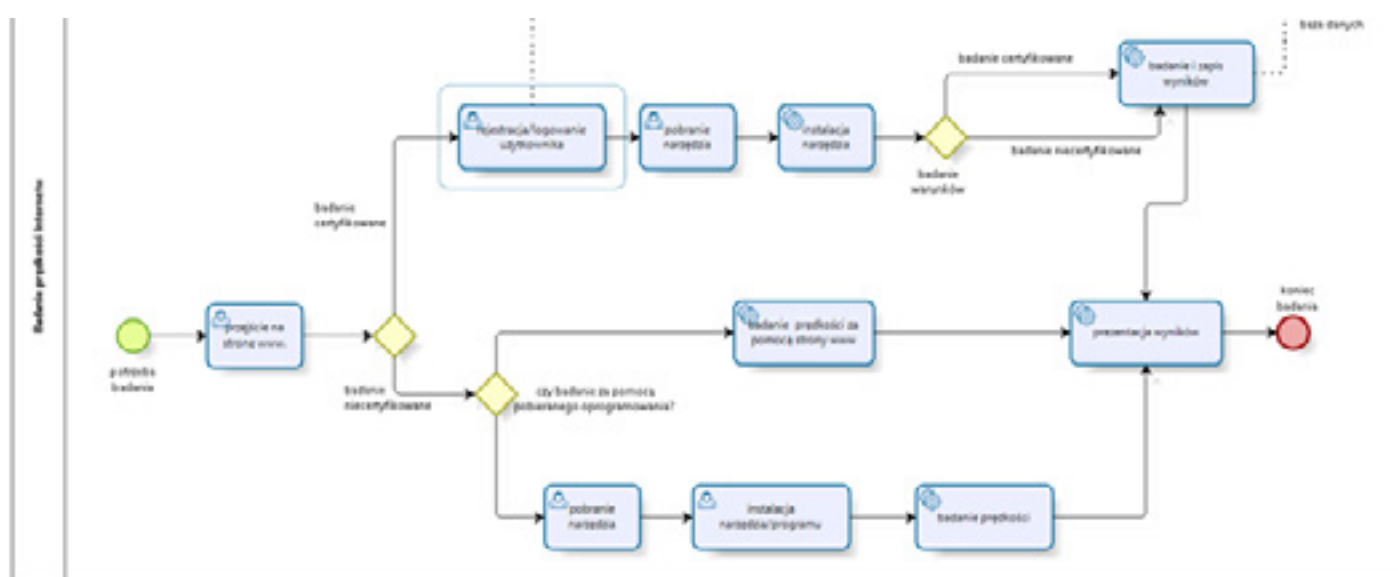 baza danych
badanie certyfikowane
badanie i zapis
wyników
rejestracja/logowanie
użytkownika
pobranie
narzędzia
instalacja
narzędzia
badanie niecertyfikowane
badanie
warunków
badanie
certyfikowane
Badanie prędkości Internetu
koniec
badania
przejście na
stronę www.
badanie prędkości za
pomocą strony www
prezentacja wyników
potrzeba
badania
badanie
niecertyfikowane
czy badanie za pomocą
pobieranego oprogramowania?
pobranie
narzędzia
instalacja
narzędzia/programu
badanie prędkości